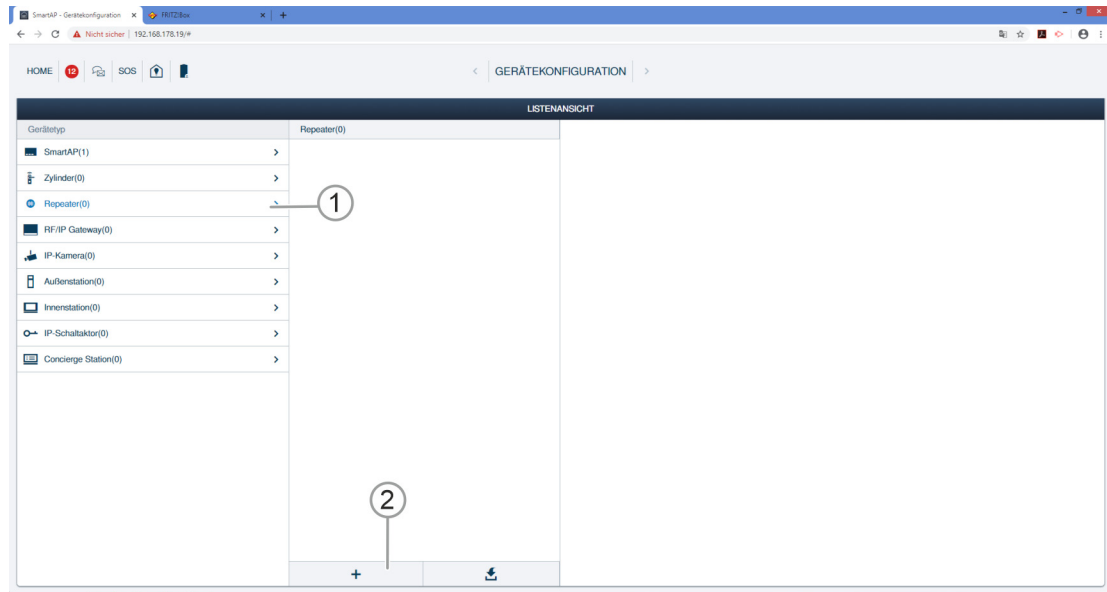 SmartAP - Gerätekonfiguration
FRITZ!Box
Nicht sicher | 192.168.178.19/#
HOME 12 SOS
GERÄTEKONFIGURATION
LISTENANSICHT
Gerätetyp
Repeater(0)
SmartAP(1)
Zylinder(0)
Repeater(0)
1
RF/IP Gateway(0)
IP-Kamera(0)
Außenstation(0)
Innenstation(0)
IP-Schaltaktor(0)
Concierge Station(0)
2